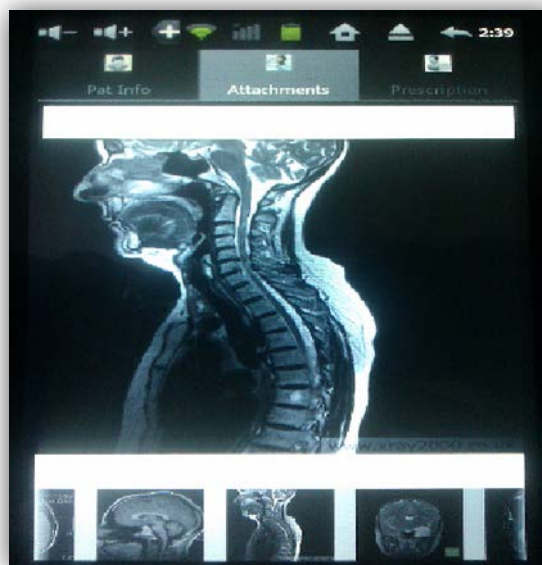 2:39
Pat Info
Attachments
Prescription
www.xray2000.co.uk